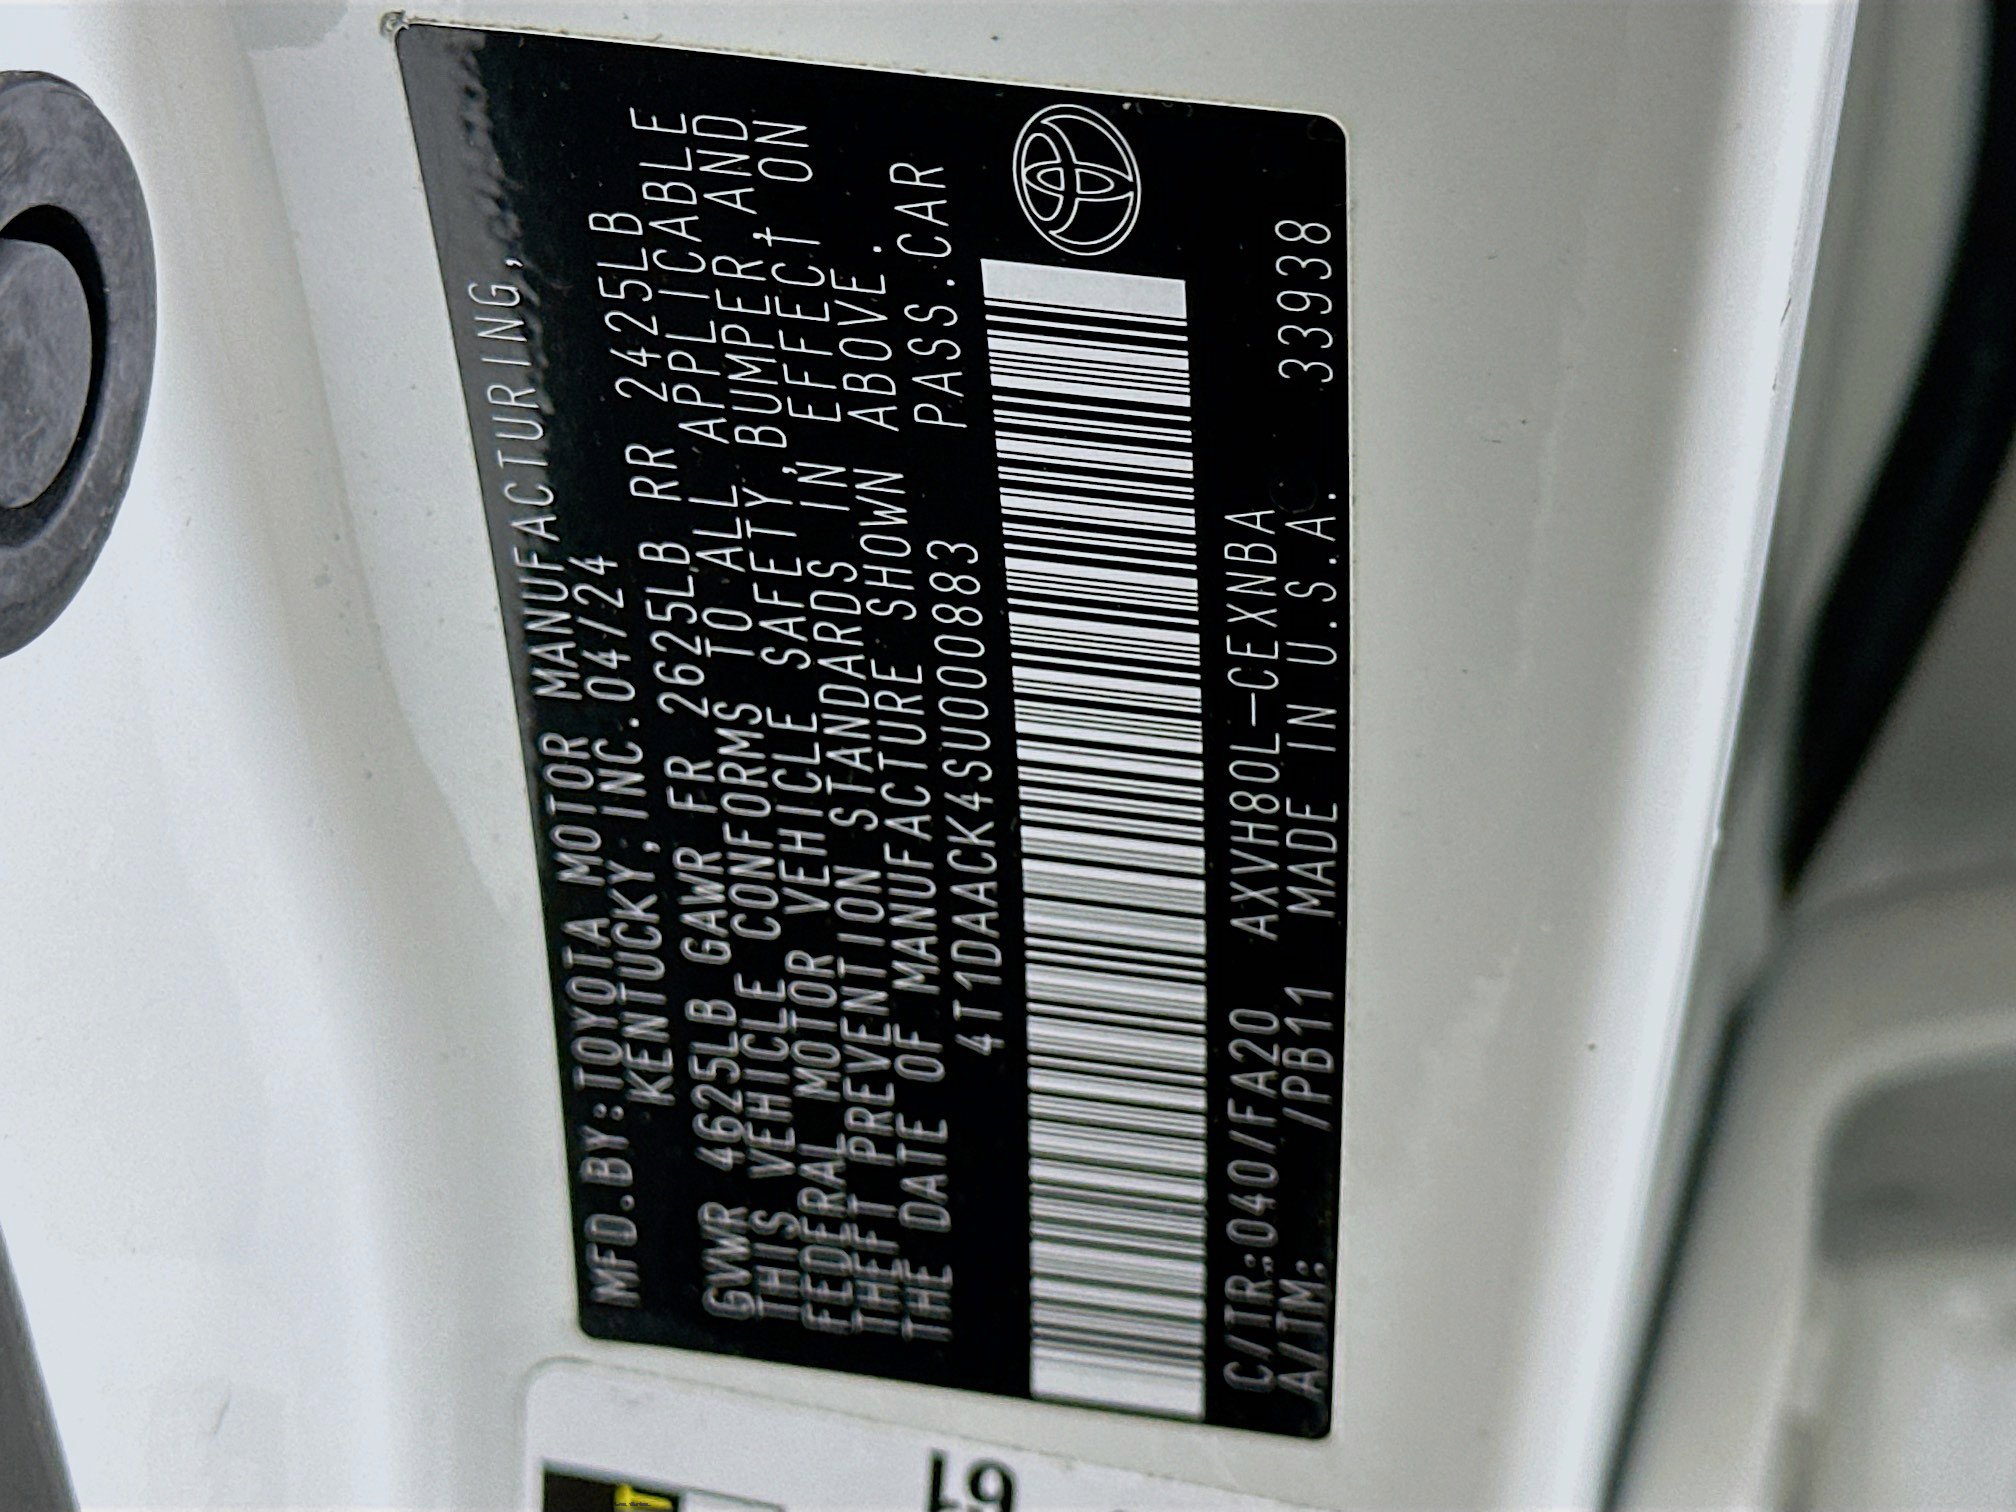 MFD.BY:TOYOTA MOTOR MANUFACTURING,
KENTUCKY, INC.04/24
GVWR 4625LB GAWR FR 2625LB RR 2425LB
THIS VEHICLE CONFORMS TO ALL APPLICABLE
FEDERAL MOTOR VEHICLE SAFETY,BUMPER,AND
THEFT PREVENTION STANDARDS IN EFFECT ON
THE DATE OF MANUFACTURE SHOWN ABOVE.
4T1DAACK4SU000883 PASS.CAR
C/TR:040/FA20 AXVH80L-CEXNBA
A/TM: /PB11 MADE IN U.S.A. 33938
61